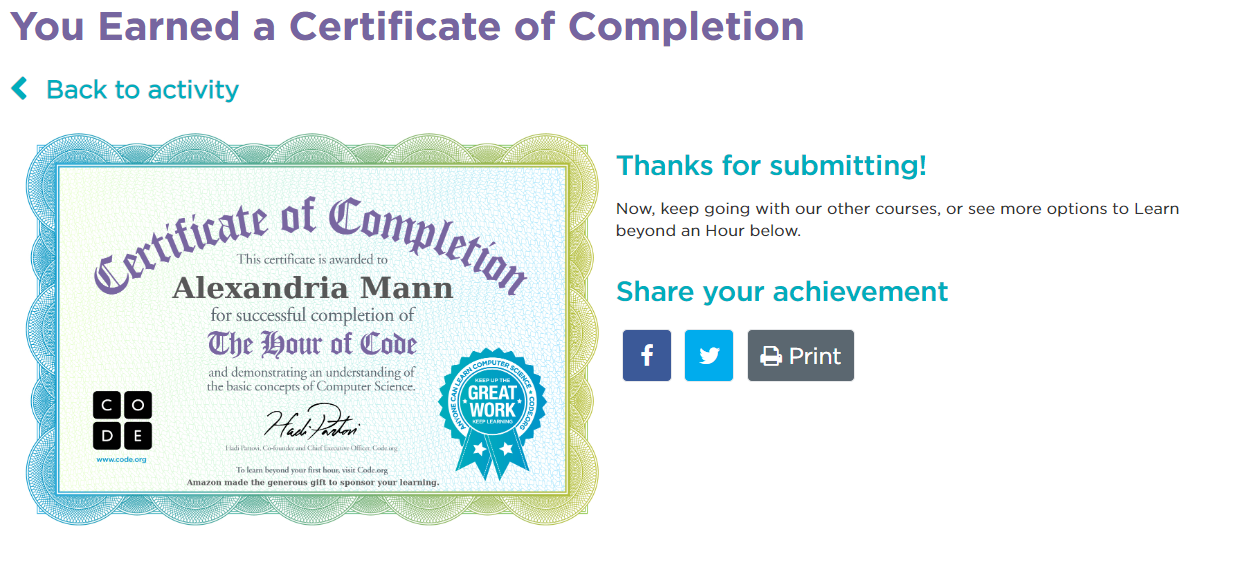 You Earned a Certificate of Completion
Back to activity
Certificate of Completion
This certificate is awarded to
Alexandria Mann
for successful completion of
The Hour of Code
and demonstrating an understanding of
the basic concepts of Computer Science.
C O
D E
www.code.org
Hadi Partovi
Hadi Partovi, Co-founder and Chief Executive Officer, Code.org
To learn beyond your first hour, visit Code.org
Amazon made the generous gift to sponsor your learning.
ANYONE CAN LEARN COMPUTER SCIENCE ★ CODE.ORG
KEEP UP THE
GREAT
WORK
KEEP LEARNING
Thanks for submitting!
Now, keep going with our other courses, or see more options to Learn
beyond an Hour below.
Share your achievement
f
Print